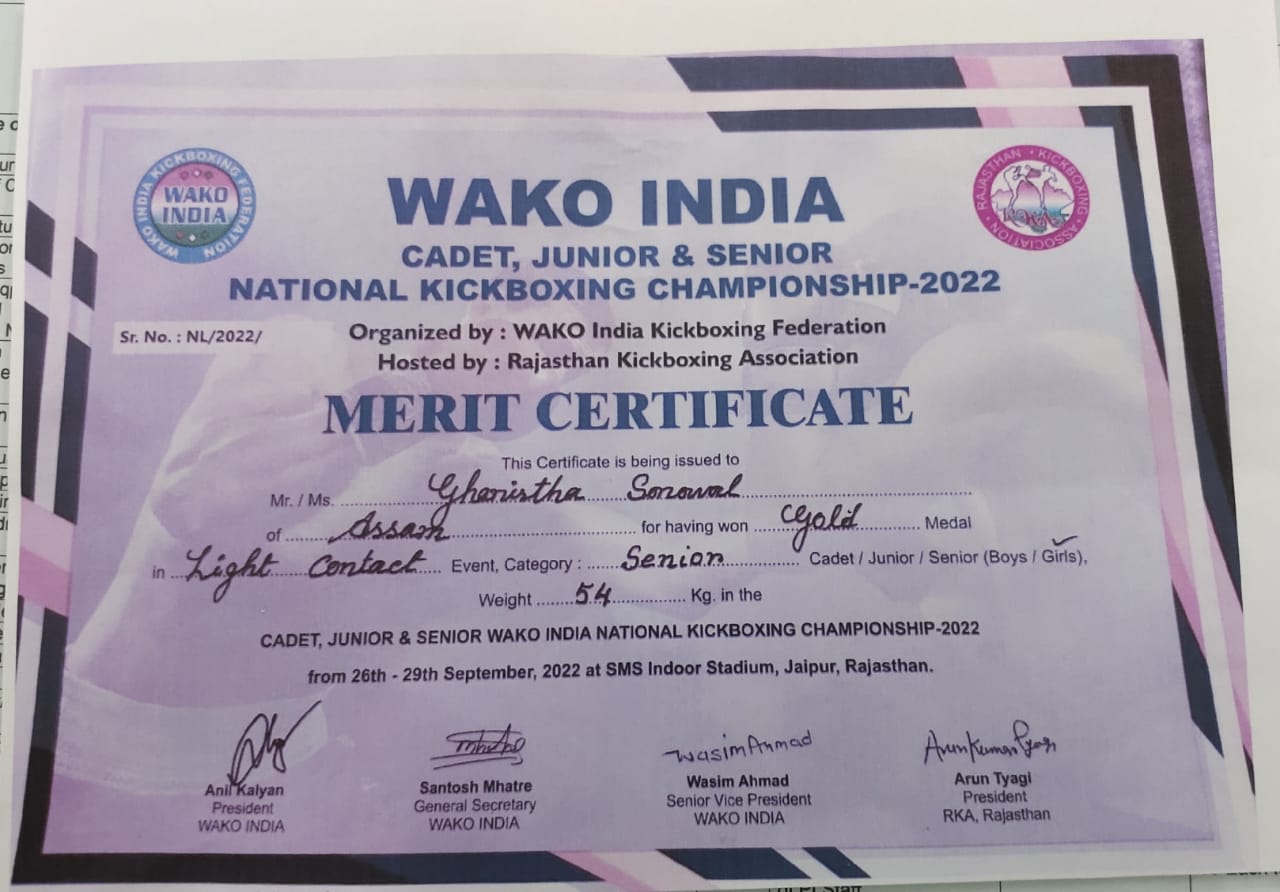 WAKO INDIA KICKBOXING FEDERATION
WAKO INDIA
RAJASTHAN • KICKBOXING • ASSOCIATION
WAKO INDIA
CADET, JUNIOR & SENIOR
NATIONAL KICKBOXING CHAMPIONSHIP-2022
Sr. No. : NL/2022/
Organized by : WAKO India Kickboxing Federation
Hosted by : Rajasthan Kickboxing Association
MERIT CERTIFICATE
This Certificate is being issued to
Mr. / Ms. Ghanistha Sonowal
of Assam for having won Gold Medal
in Light Contact Event, Category : Senior Cadet / Junior / Senior (Boys / Girls),
Weight 54 Kg. in the
CADET, JUNIOR & SENIOR WAKO INDIA NATIONAL KICKBOXING CHAMPIONSHIP-2022
from 26th - 29th September, 2022 at SMS Indoor Stadium, Jaipur, Rajasthan.
Wasim Ahmad
Arun Kumar Tyagi
Anil Kalyan
President
WAKO INDIA
Santosh Mhatre
General Secretary
WAKO INDIA
Wasim Ahmad
Senior Vice President
WAKO INDIA
Arun Tyagi
President
RKA, Rajasthan